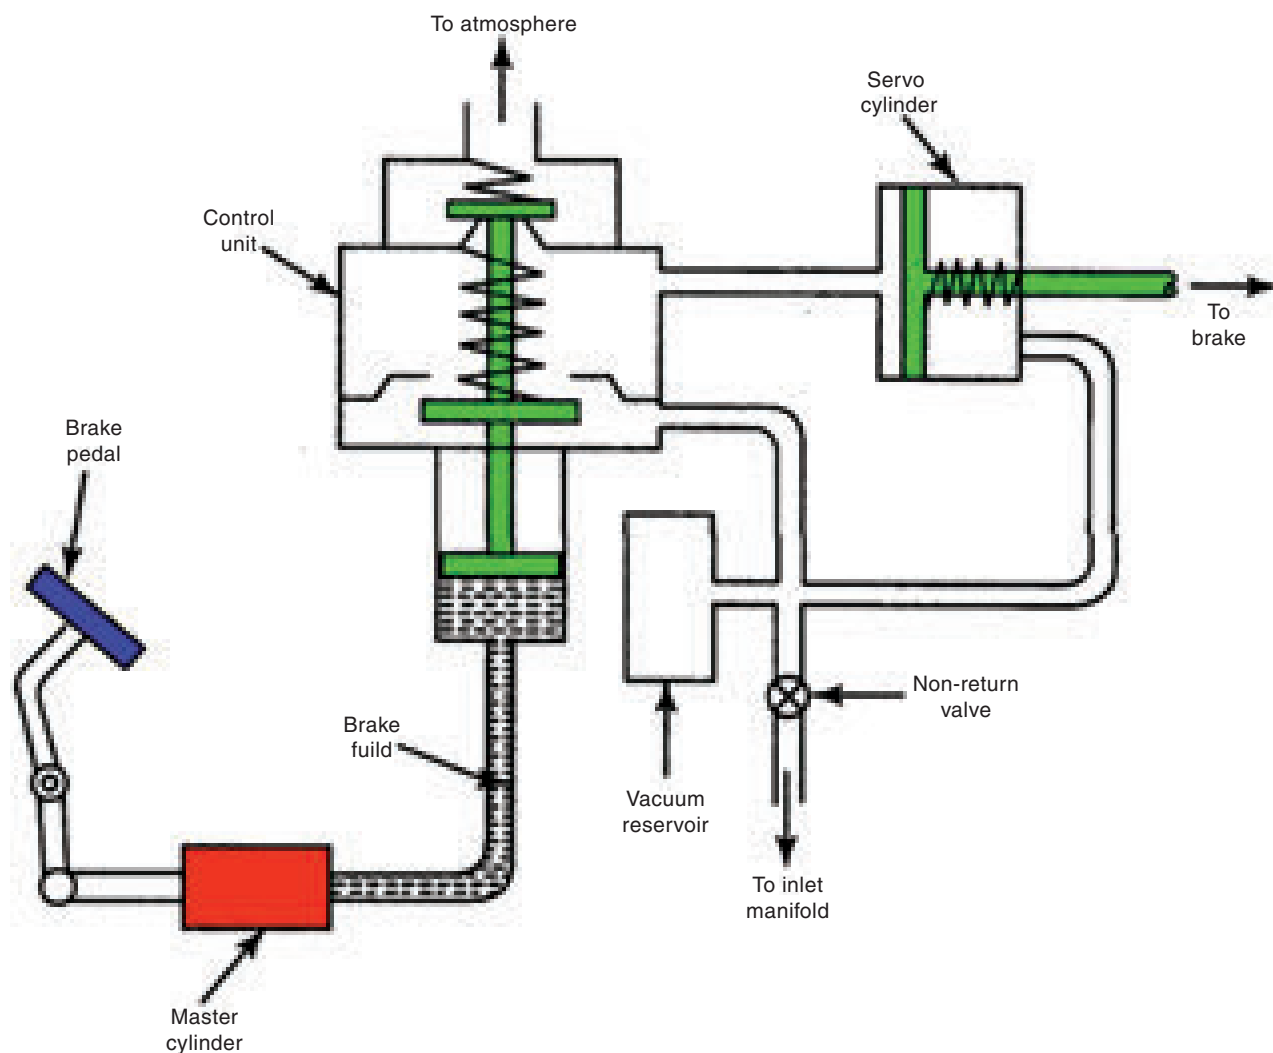 To atmosphere
Servo
cylinder
Control
unit
To
brake
Brake
pedal
Non-return
valve
Brake
fuild
Vacuum
reservoir
To inlet
manifold
Master
cylinder